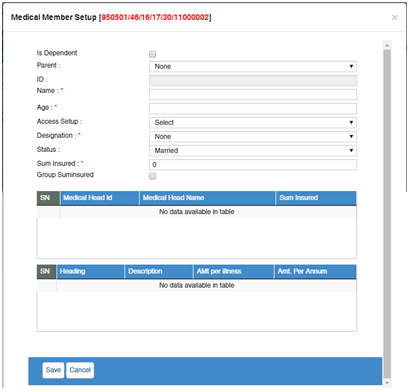 Medical Member Setup [950501/46/16/17/30/11000002] ×
Is Dependent
Parent : None
ID :
Name : *
Age : *
Access Setup : Select
Designation : * None
Status : Married
Sum Insured : * 0
Group Suminsured
SN Medical Head Id Medical Head Name Sum Insured
No data available in table
SN Heading Description AMt per illness Amt. Per Annum
No data available in table
Save Cancel